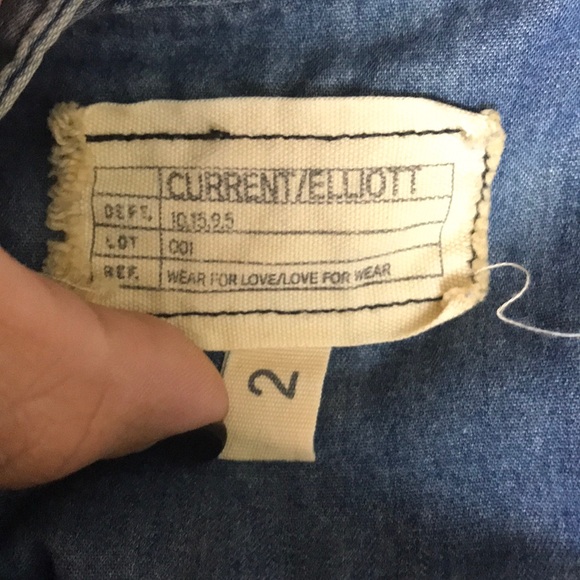 CURRENT/ELLIOTT
DEPT. 10.15.9.5
LOT 001
REF. WEAR FOR LOVE/LOVE FOR WEAR
2